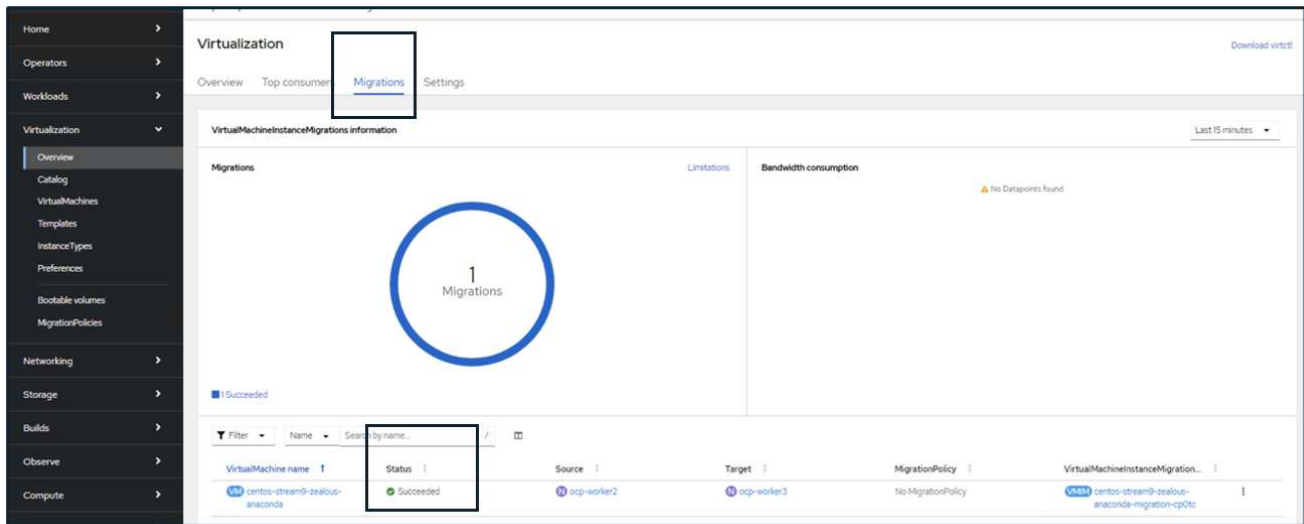 Home
Operators
Workloads
Virtualization
Overview
Catalog
VirtualMachines
Templates
InstanceTypes
Preferences
Bootable volumes
MigrationPolicies
Networking
Storage
Builds
Observe
Compute
Virtualization
Download virtctl
Overview Top consumers Migrations Settings
VirtualMachineInstanceMigrations information
Last 15 minutes
Migrations
Limitations
1
Migrations
1 Succeeded
Bandwidth consumption
No Datapoints found
Filter Name Search by name... /
VirtualMachine name Status Source Target MigrationPolicy VirtualMachineInstanceMigration...
VM centos-stream9-zealous-
anaconda
Succeeded
N ocp-worker2
N ocp-worker3
No MigrationPolicy
VMIM centos-stream9-zealous-
anaconda-migration-cp0tc